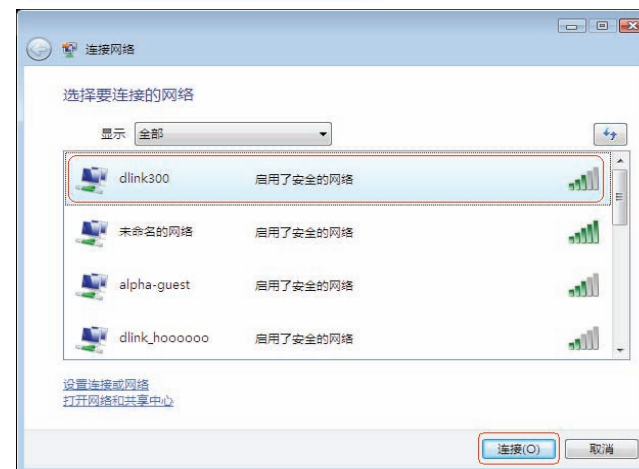 连接网络
选择要连接的网络
显示 全部
dlink300 启用了安全的网络
未命名的网络 启用了安全的网络
alpha-guest 启用了安全的网络
dlink_hoooooo 启用了安全的网络
设置连接或网络
打开网络和共享中心
连接(O) 取消